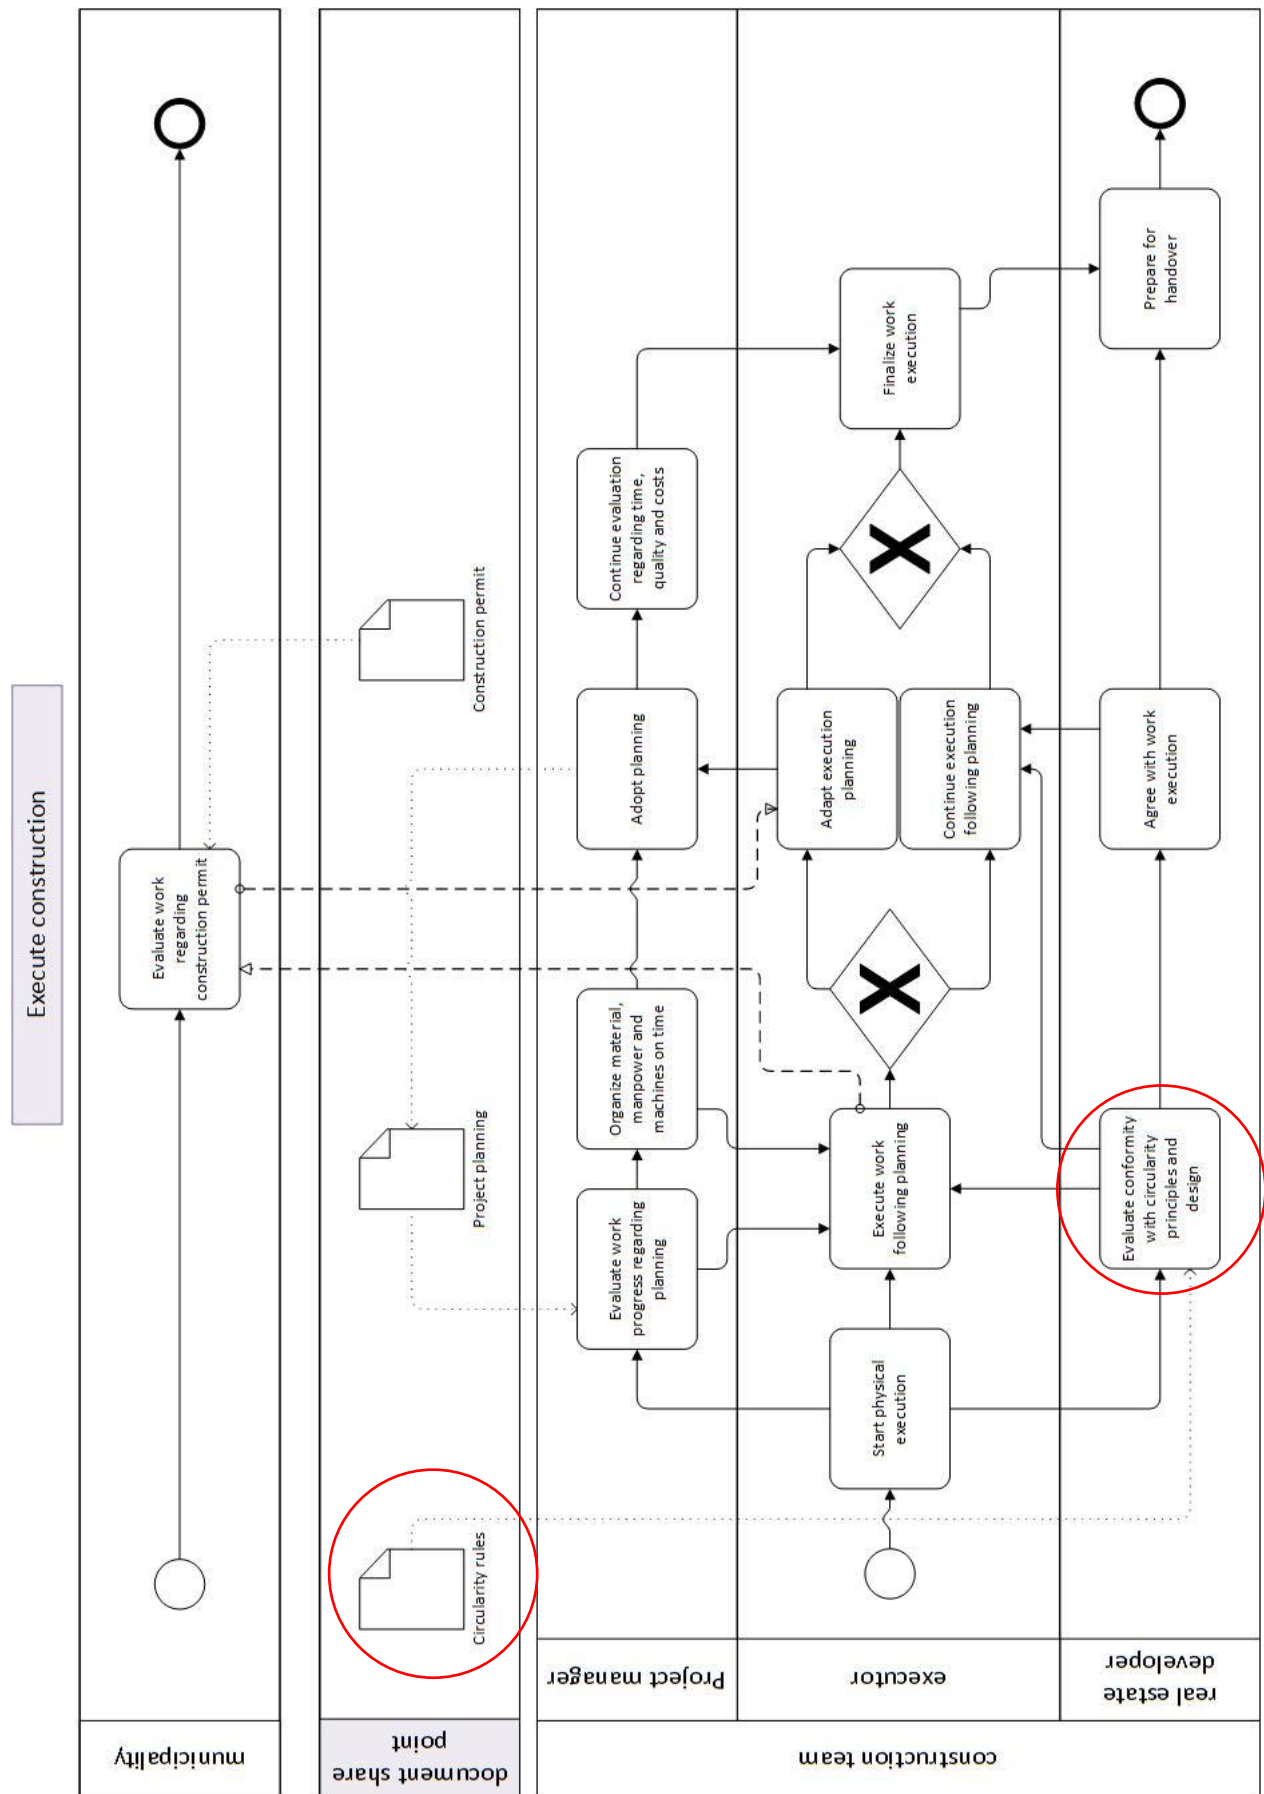 Execute construction
municipality
Evaluate work
regarding
construction permit
document share
point
Circularity rules
Project planning
Construction permit
construction team
Project manager
Evaluate work
progress regarding
planning
Organize material,
manpower and
machines on time
Adopt planning
Continue evaluation
regarding time,
quality and costs
executor
Start physical
execution
Execute work
following planning
Adapt execution
planning
Continue execution
following planning
Finalize work
execution
real estate
developer
Evaluate conformity
with circularity
principles and
design
Agree with work
execution
Prepare for
handover